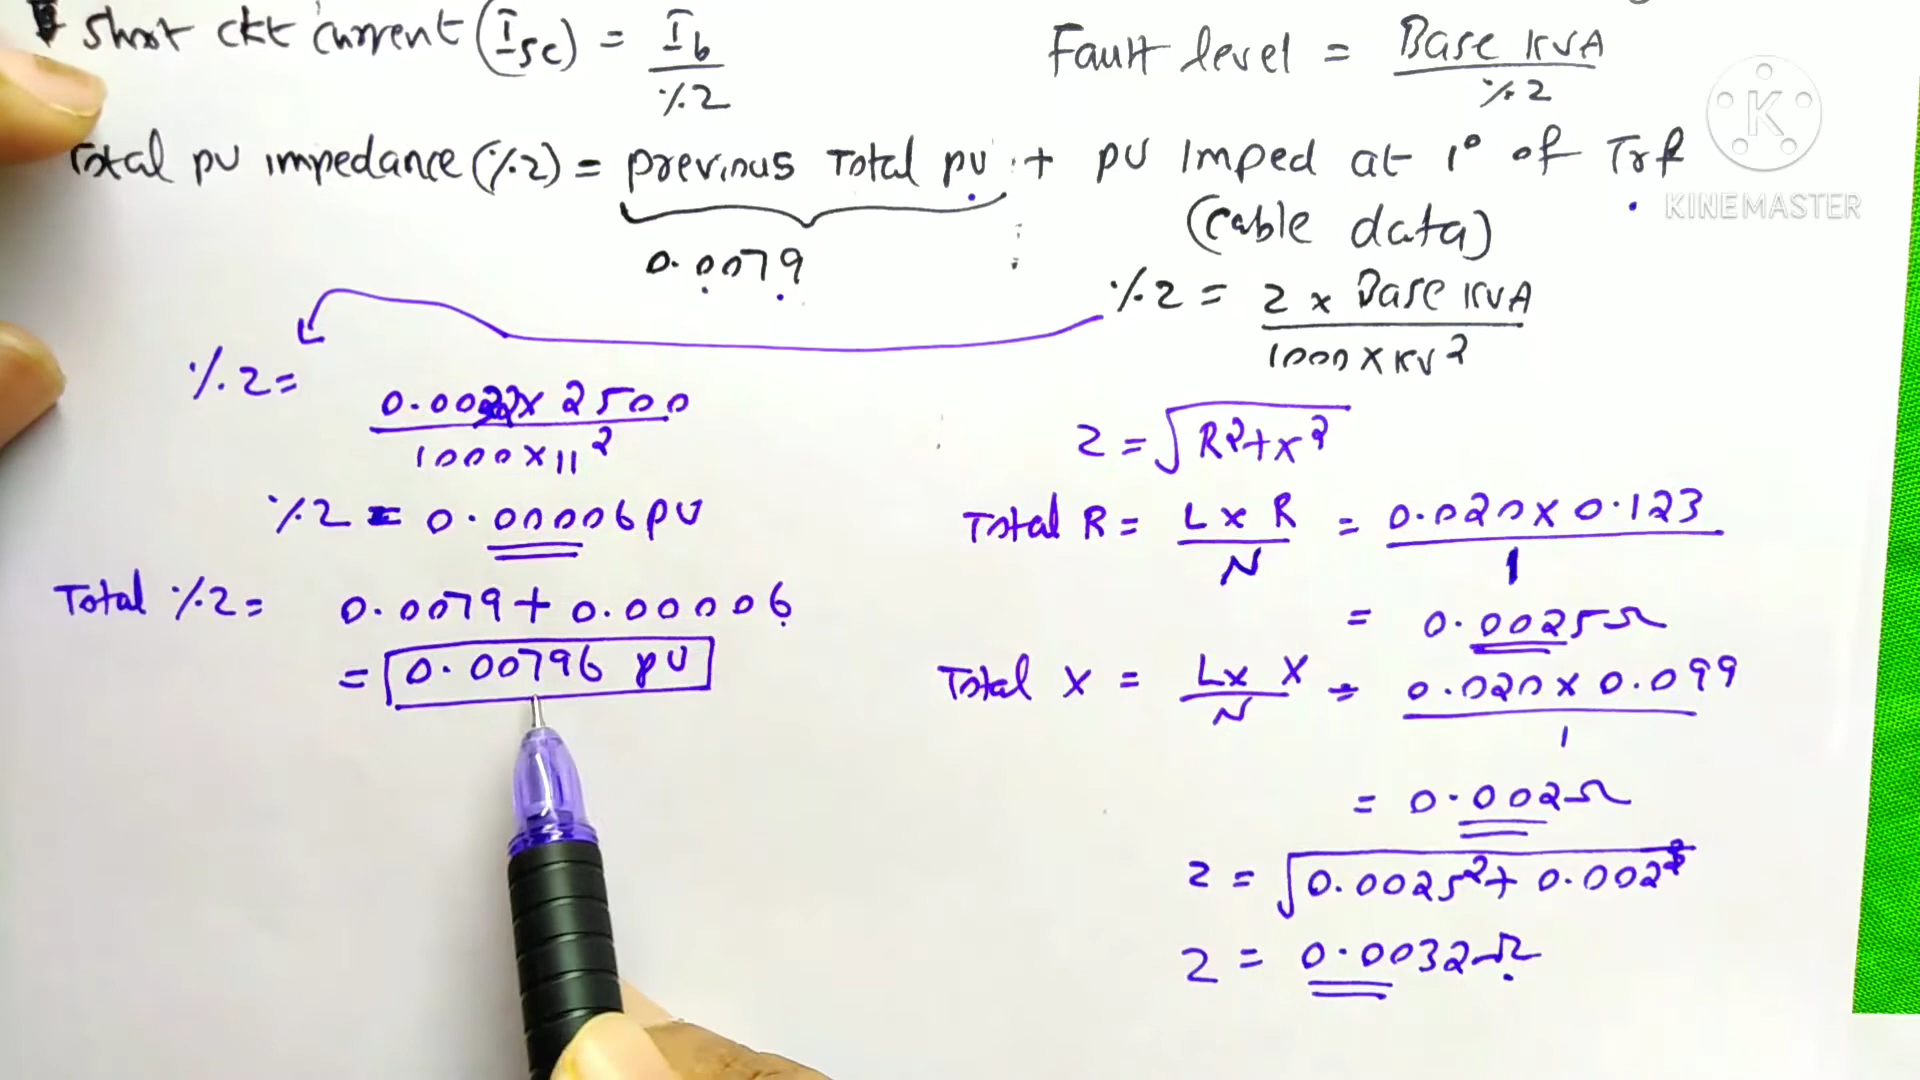 Short ckt current (Isc) = Ib / %Z
Fault level = Base KVA / %Z
Total pu impedance (%Z) = previous Total pu + pu Imped at 1° of Trf
(cable data)
0.0079
%Z = Z x Base KVA / 1000 x KV²
%Z = 0.0022 x 2500 / 1000 x 11²
Z = √R²+x²
%Z = 0.00006 pu
Total R = L x R / N = 0.020 x 0.123 / 1
Total %Z = 0.0079 + 0.00006
= 0.0025Ω
= 0.00796 pu
Total X = L x X / N = 0.020 x 0.099 / 1
= 0.002Ω
Z = √0.0025² + 0.002²
Z = 0.0032Ω
KINEMASTER